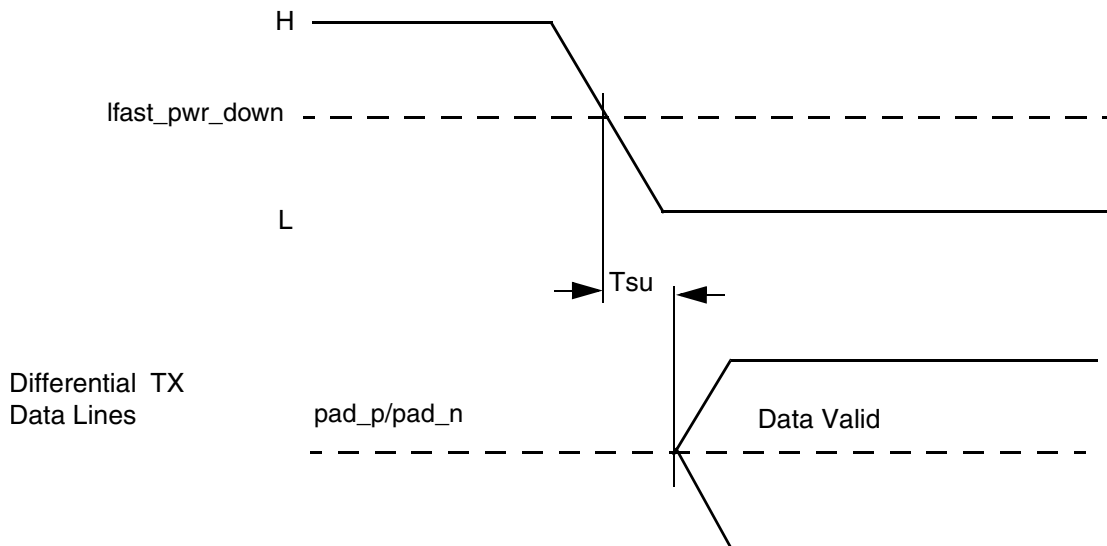 H
lfast_pwr_down
L
Tsu
Differential TX
Data Lines
pad_p/pad_n
Data Valid